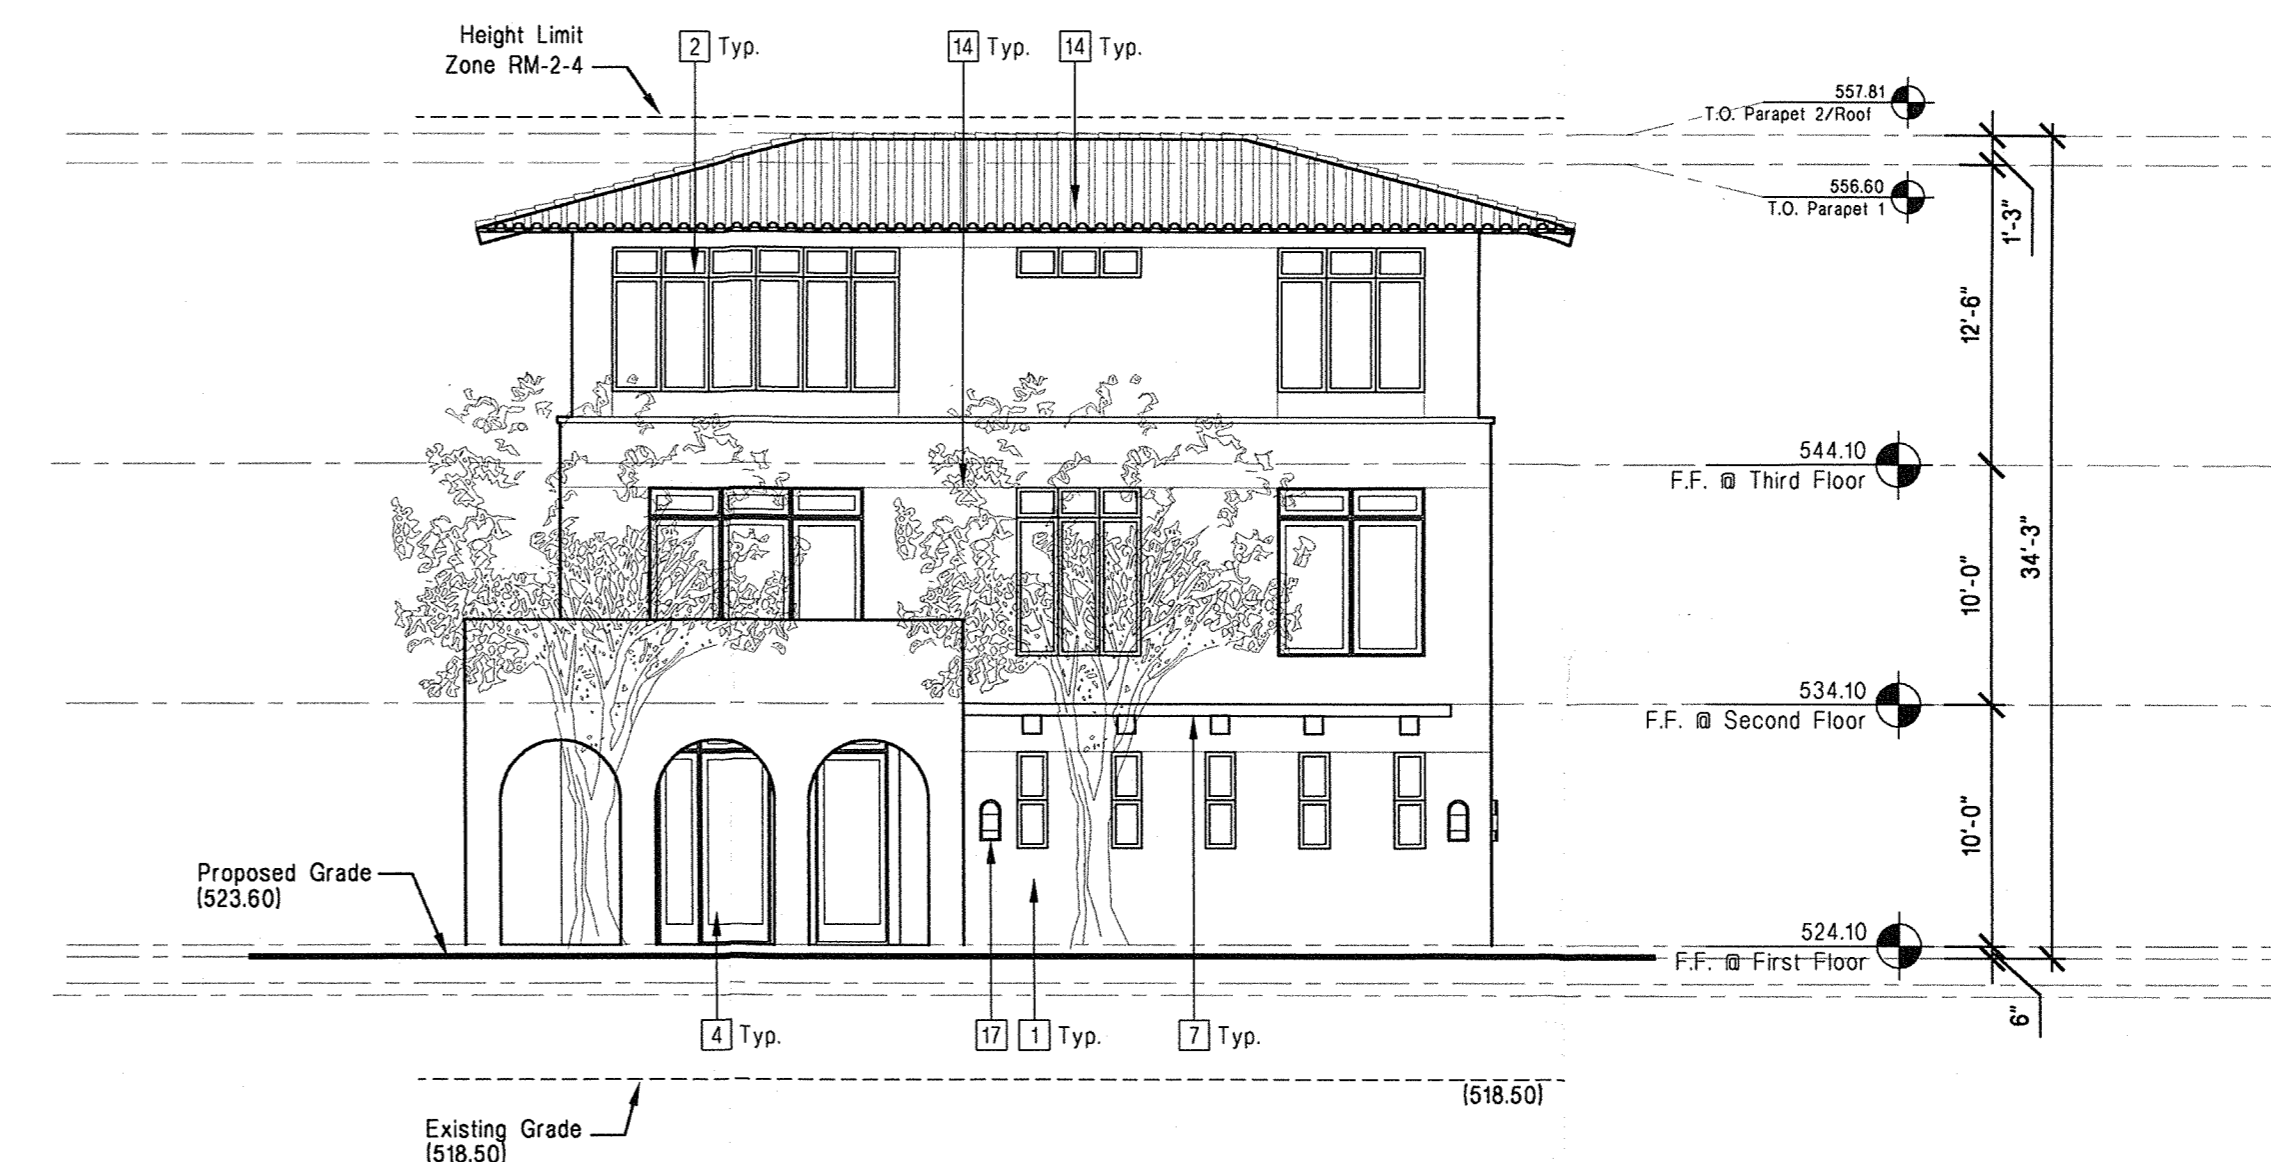 Height Limit
Zone RM-2-4
2 Typ.
14 Typ.
14 Typ.
557.81
T.O. Parapet 2/Roof
556.60
T.O. Parapet 1
1'-3"
12'-6"
544.10
F.F. @ Third Floor
34'-3"
10'-0"
534.10
F.F. @ Second Floor
10'-0"
Proposed Grade
(523.60)
524.10
F.F. @ First Floor
6"
4 Typ.
17
1 Typ.
7 Typ.
(518.50)
Existing Grade
(518.50)